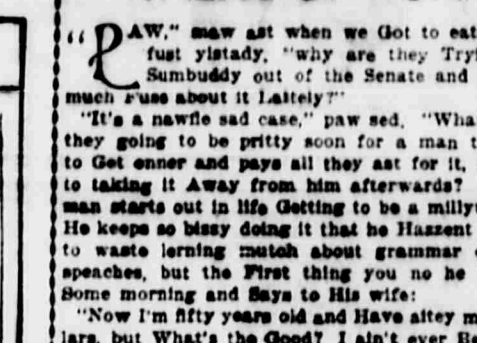 "PAW," maw ast when we Got to eat
fust yistady, "why are they Tryi
Sumbuddy out of the Senate and
much Fuss about it Laitely?"
"It's a nawfle sad case," paw sed, "Wha
they going to be pritty soon for a man t
to Get enner and pays all they ast for it,
to taking it Away from him afterwards?
man starts out in life Getting to be a milly
He keeps so bissy doing it that he Hazzent
to waste lerning mutch about grammar
speaches, but the First thing you no he
Some morning and Says to His wife:
"Now I'm fifty years old and Have altey m
lars, but What's the Good? I ain't ever Be